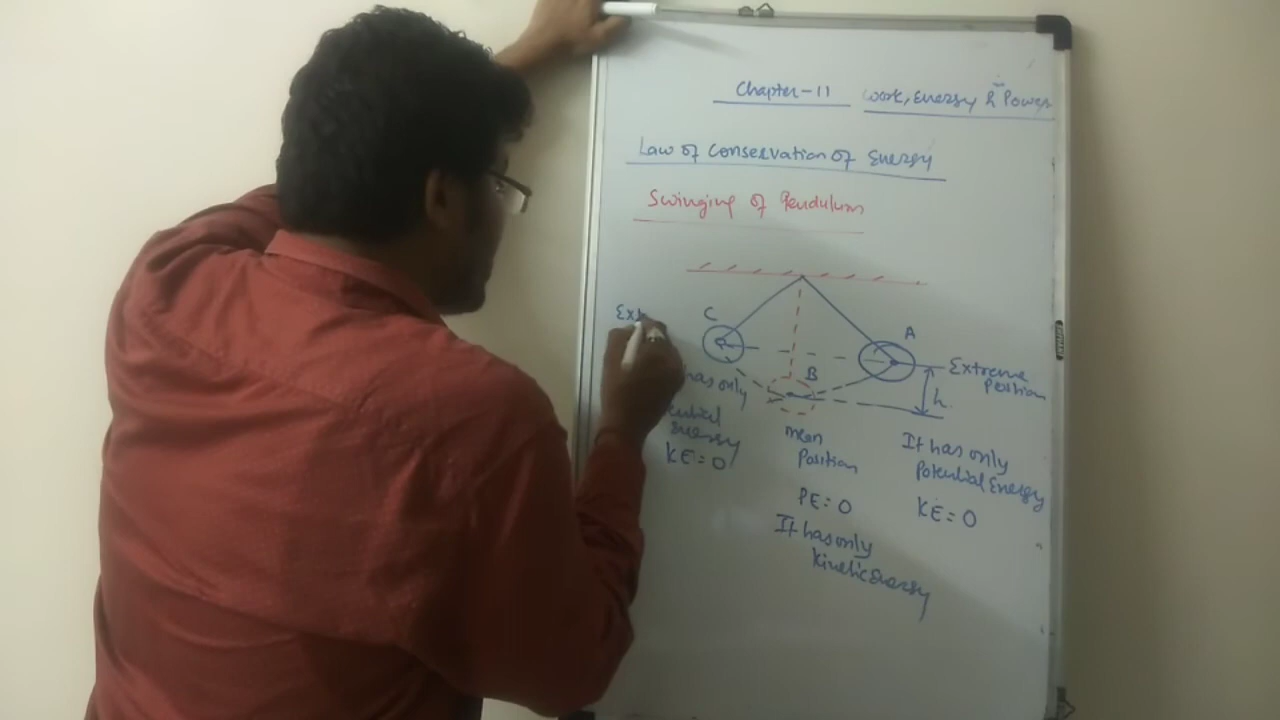 Chapter-11 Work, Energy & Power
Law of Conservation of Energy
Swinging of Pendulum
Ext
C
A
B
Extreme
Position
h
has only
Energy
KE=0
mean
Position
PE=0
It has only
Kinetic Energy
It has only
Potential Energy
KE=0